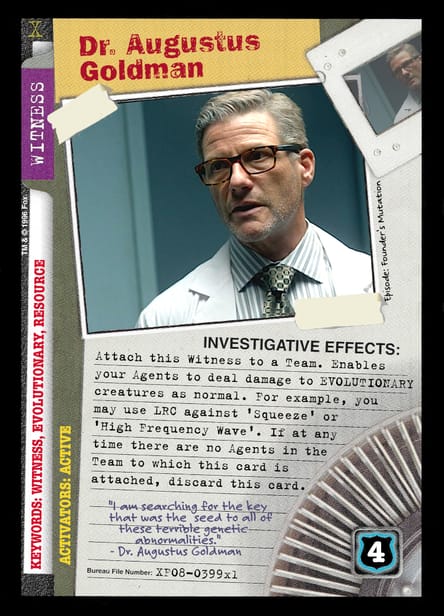 X
Dr. Augustus
Goldman
WITNESS
TM & © 1996 Fox
KEYWORDS: WITNESS, EVOLUTIONARY, RESOURCE
ACTIVATORS: ACTIVE
Episode: Founder's Mutation
INVESTIGATIVE EFFECTS:
Attach this Witness to a Team. Enables
your Agents to deal damage to EVOLUTIONARY
creatures as normal. For example, you
may use LRC against 'Squeeze' or
'High Frequency Wave'. If at any
time there are no Agents in the
Team to which this card is
attached, discard this card.
"I am searching for the key
that was the seed to all of
these terrible genetic
abnormalities."
- Dr. Augustus Goldman
Bureau File Number: XF08-0399x1
4